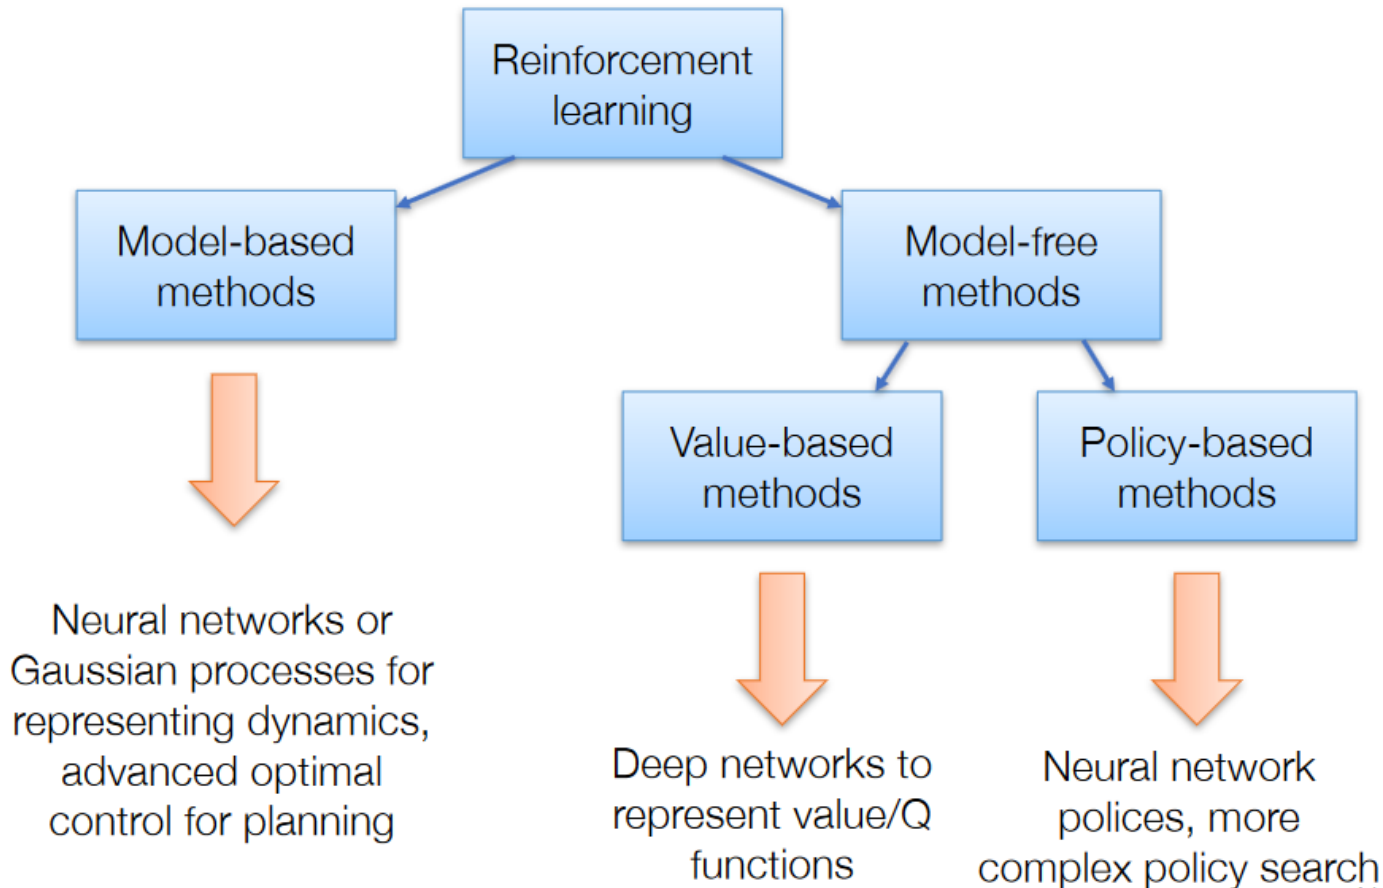 Reinforcement
learning
Model-based
methods
Model-free
methods
Value-based
methods
Policy-based
methods
Neural networks or
Gaussian processes for
representing dynamics,
advanced optimal
control for planning
Deep networks to
represent value/Q
functions
Neural network
polices, more
complex policy search